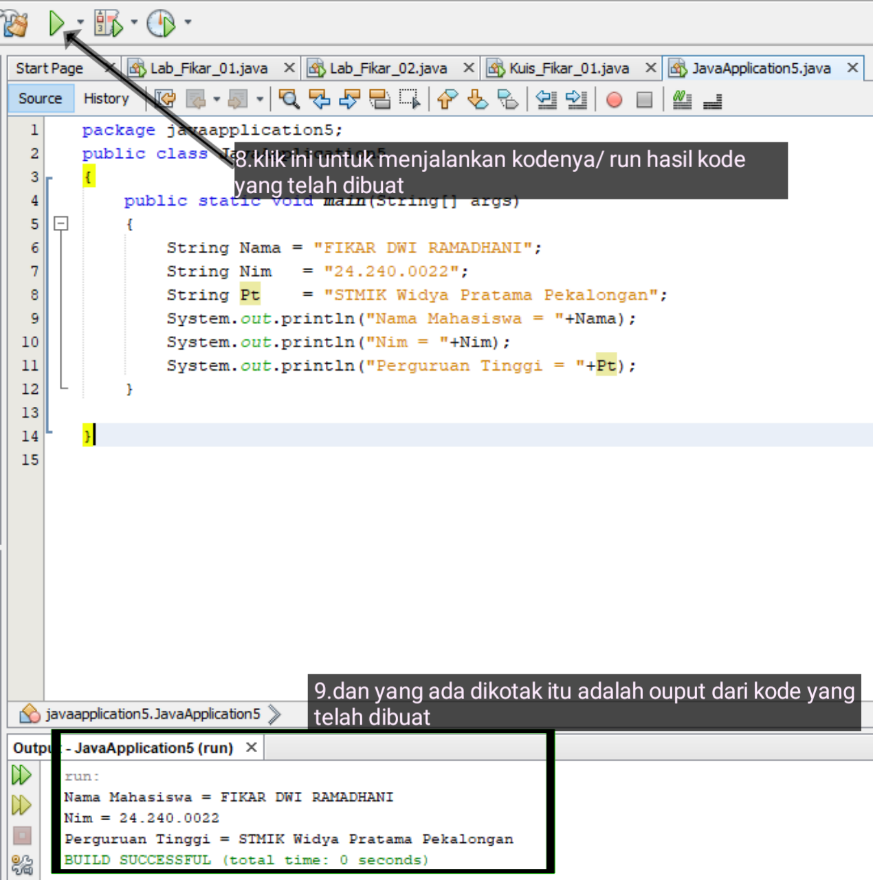 Start Page
Lab_Fikar_01.java
Lab_Fikar_02.java
Kuis_Fikar_01.java
JavaApplication5.java
Source History
1 package javaapplication5;
2 public class
8.klik ini untuk menjalankan kodenya/ run hasil kode
yang telah dibuat
3 {
4 public static void main(String[] args)
5 {
6 String Nama = "FIKAR DWI RAMADHANI";
7 String Nim = "24.240.0022";
8 String Pt = "STMIK Widya Pratama Pekalongan";
9 System.out.println("Nama Mahasiswa = "+Nama);
10 System.out.println("Nim = "+Nim);
11 System.out.println("Perguruan Tinggi = "+Pt);
12 }
13
14 }
15
9.dan yang ada dikotak itu adalah ouput dari kode yang
telah dibuat
javaapplication5.JavaApplication5
Output - JavaApplication5 (run)
run:
Nama Mahasiswa = FIKAR DWI RAMADHANI
Nim = 24.240.0022
Perguruan Tinggi = STMIK Widya Pratama Pekalongan
BUILD SUCCESSFUL (total time: 0 seconds)